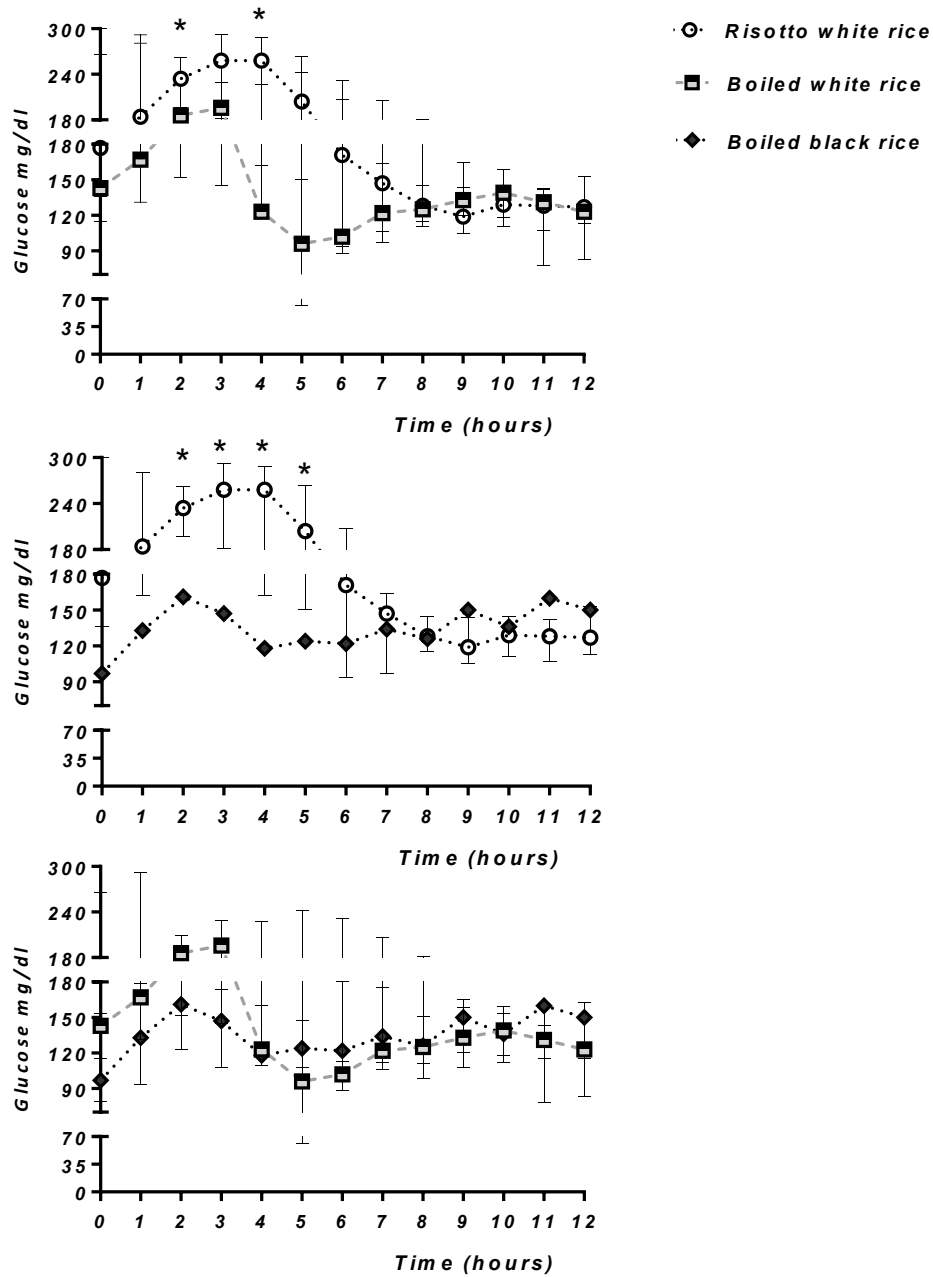 Risotto white rice
Boiled white rice
Boiled black rice
*
*
300
240
180
180
150
120
90
70
35
0
Glucose mg/dl
0 1 2 3 4 5 6 7 8 9 10 11 12
Time (hours)
* * * *
300
240
180
180
150
120
90
70
35
0
Glucose mg/dl
0 1 2 3 4 5 6 7 8 9 10 11 12
Time (hours)
300
240
180
180
150
120
90
70
35
0
Glucose mg/dl
0 1 2 3 4 5 6 7 8 9 10 11 12
Time (hours)